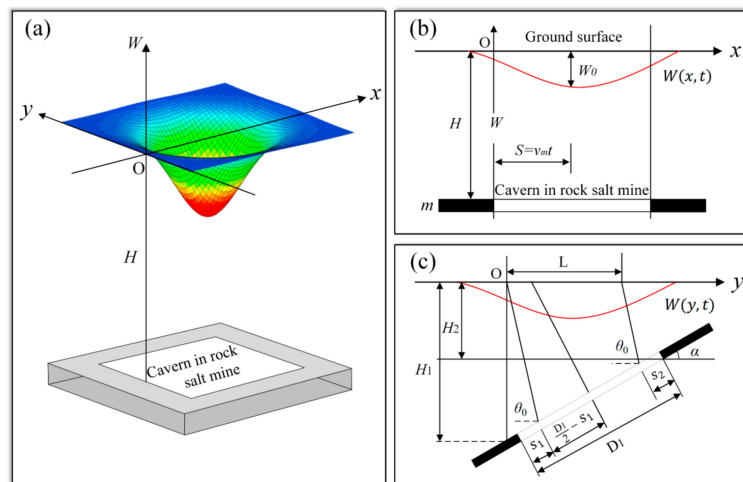 (a)
W
y
x
O
H
Cavern in rock
salt mine
(b)
O
Ground surface
x
W₀
W(x, t)
H
W
S=vₘt
Cavern in rock salt mine
m
(c)
O
L
y
W(y, t)
H₂
H₁
θ₀
α
θ₀
S₂
S₁
D₁/2 − S₁
D₁